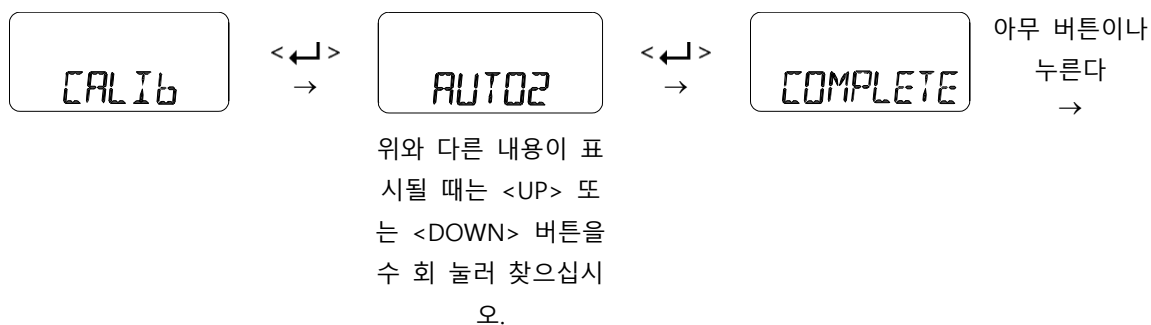 CALIb
<↵>
→
AUTO2
<↵>
→
COMPLETE
아무 버튼이나
누른다
→
위와 다른 내용이 표
시될 때는 <UP> 또
는 <DOWN> 버튼을
수 회 눌러 찾으십시
오.